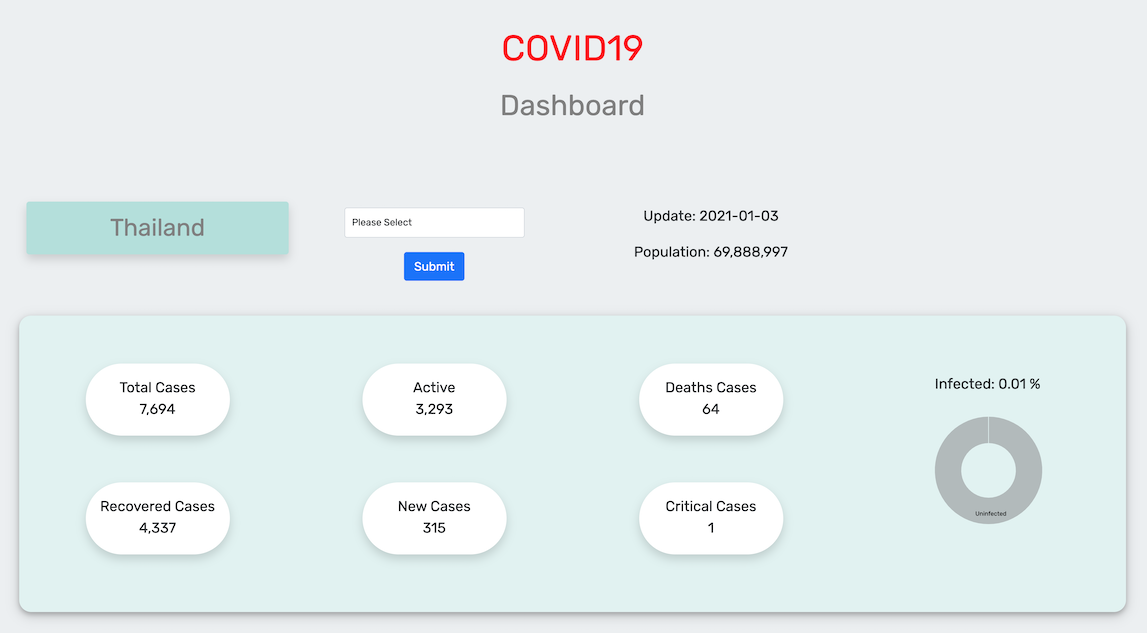 COVID19
Dashboard
Thailand
Please Select
Submit
Update: 2021-01-03
Population: 69,888,997
Total Cases
7,694
Active
3,293
Deaths Cases
64
Recovered Cases
4,337
New Cases
315
Critical Cases
1
Infected: 0.01 %
Uninfected